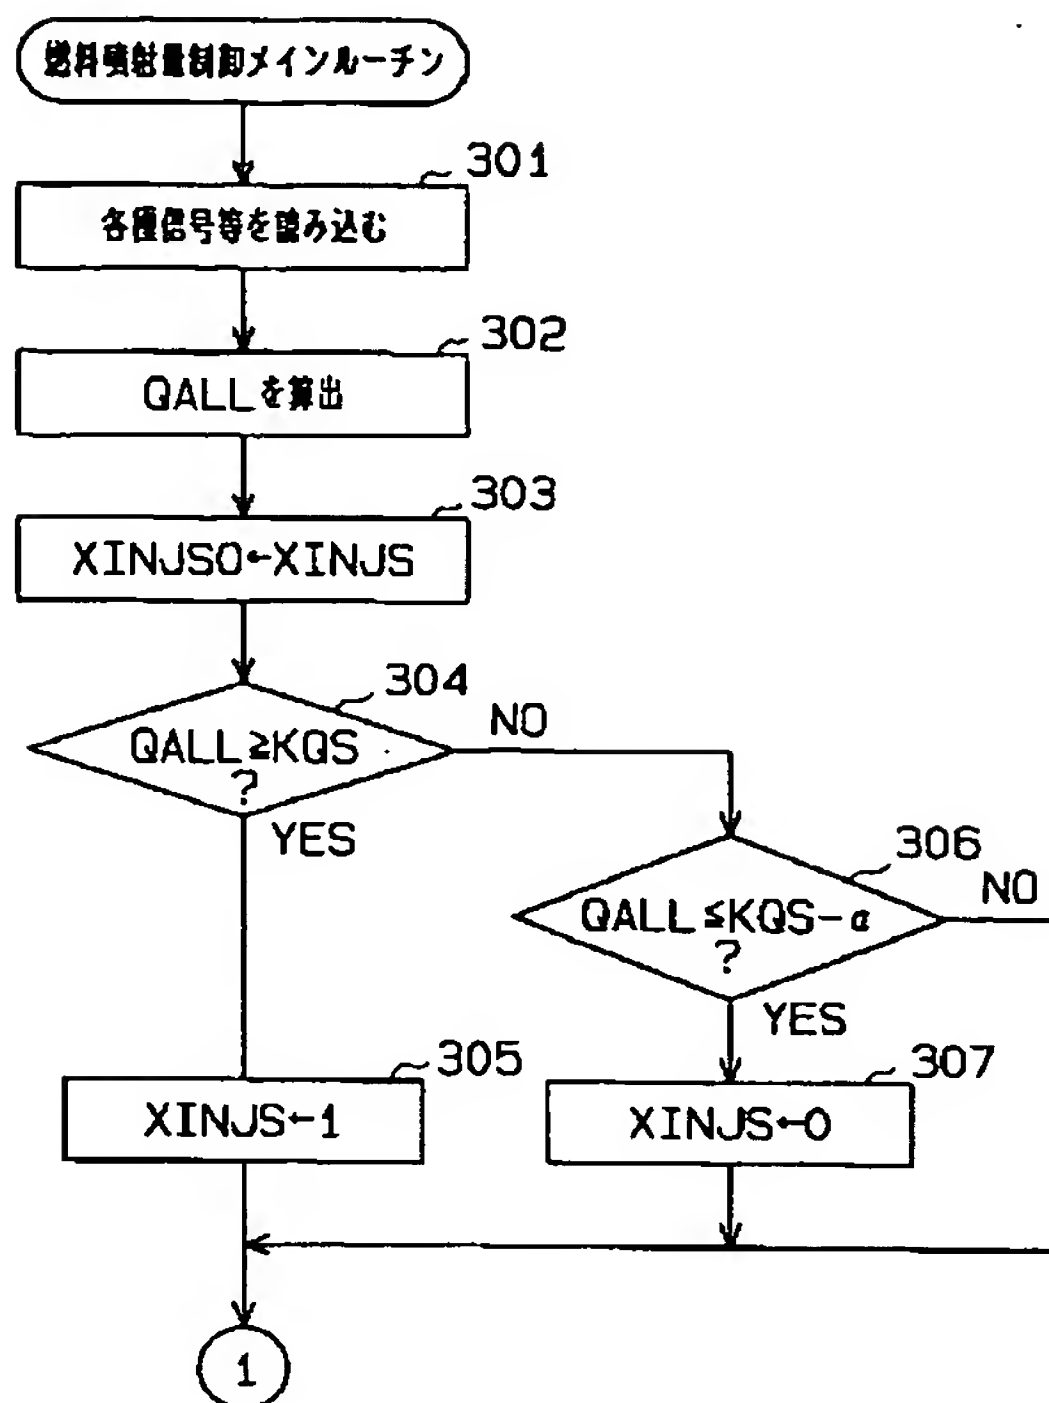 燃料噴射量制御メインルーチン
301
各種信号等を読み込む
302
QALLを算出
303
XINJSO←XINJS
304
QALL≧KQS
?
NO
YES
306
QALL≦KQS-α
?
NO
YES
305
XINJS←1
307
XINJS←0
1